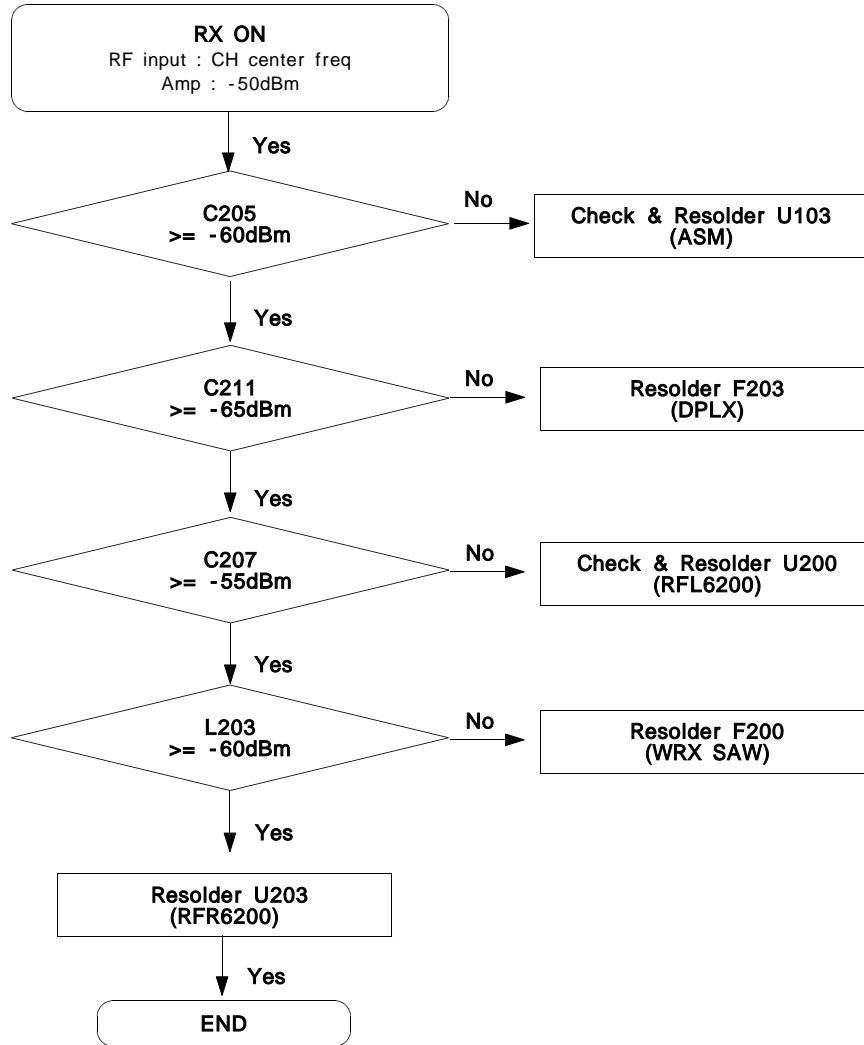 RX ON
RF input : CH center freq
Amp : -50dBm
Yes
C205
>= -60dBm
No
Check & Resolder U103
(ASM)
Yes
C211
>= -65dBm
No
Resolder F203
(DPLX)
Yes
C207
>= -55dBm
No
Check & Resolder U200
(RFL6200)
Yes
L203
>= -60dBm
No
Resolder F200
(WRX SAW)
Yes
Resolder U203
(RFR6200)
Yes
END